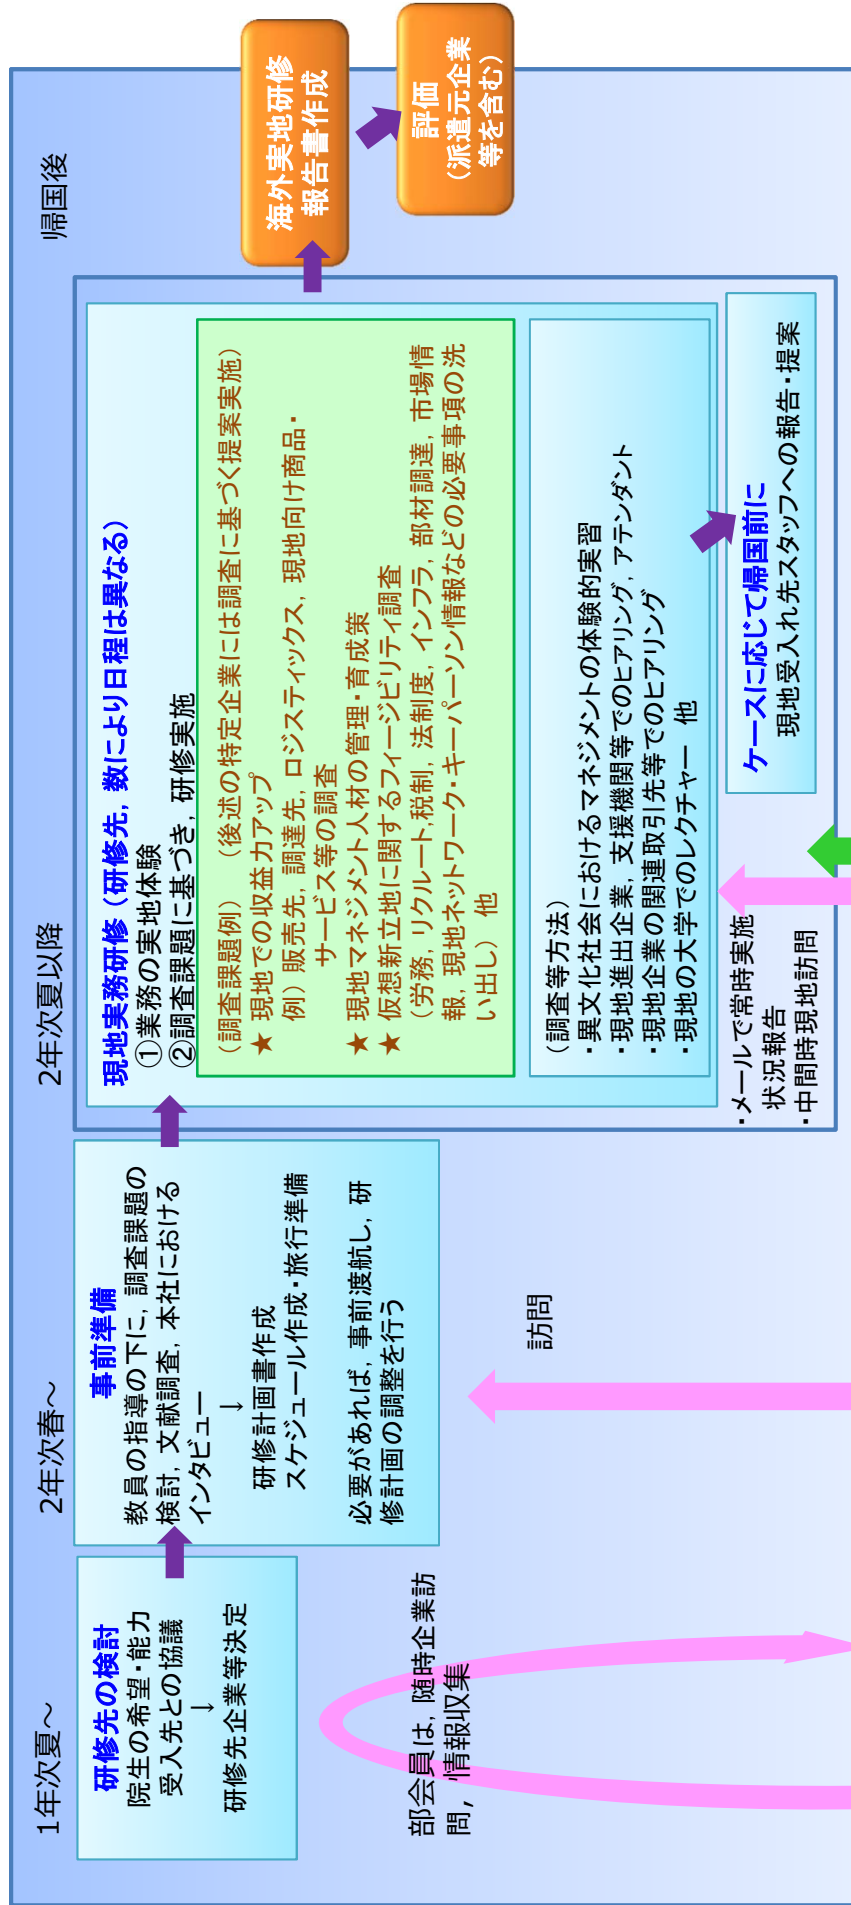 1年次夏～
研修先の検討
院生の希望・能力
受入先との協議
↓
研修先企業等決定
部会員は，随時企業訪
問，情報収集
2年次春～
事前準備
教員の指導の下に，調査課題の
検討，文献調査，本社における
インタビュー
↓
研修計画書作成
スケジュール作成・旅行準備
必要があれば，事前渡航し，研
修計画の調整を行う
訪問
2年次夏以降
現地実務研修（研修先，数により日程は異なる）
①業務の実地体験
②調査課題に基づき，研修実施
（調査課題例）（後述の特定企業には調査に基づく提案実施）
★ 現地での収益力アップ
例）販売先，調達先，ロジスティックス，現地向け商品・
サービス等の調査
★ 現地マネジメント人材の管理・育成策
★ 仮想新立地に関するフィージビリティ調査
（労務，リクルート,税制，法制度，インフラ，部材調達，市場情
報，現地ネットワーク・キーパーソン情報などの必要事項の洗
い出し） 他
（調査等方法）
・異文化社会におけるマネジメントの体験的実習
・現地進出企業，支援機関等でのヒアリング，アテンダント
・現地企業の関連取引先等でのヒアリング
・現地の大学でのレクチャー 他
ケースに応じて帰国前に
現地受入れ先スタッフへの報告・提案
・メールで常時実施
状況報告
・中間時現地訪問
帰国後
海外実地研修
報告書作成
評価
（派遣元企業
等を含む）